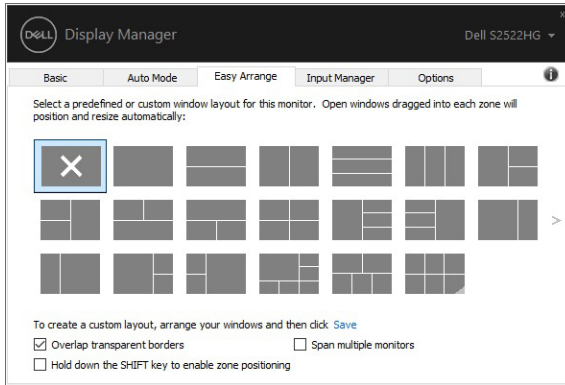 DELL Display Manager Dell S2522HG
Basic Auto Mode Easy Arrange Input Manager Options
Select a predefined or custom window layout for this monitor. Open windows dragged into each zone will
position and resize automatically:
To create a custom layout, arrange your windows and then click Save
Overlap transparent borders Span multiple monitors
Hold down the SHIFT key to enable zone positioning